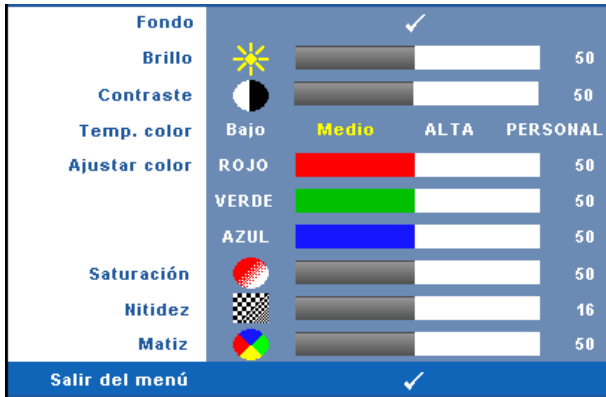 Fondo
Brillo 50
Contraste 50
Temp. color Bajo Medio ALTA PERSONAL
Ajustar color ROJO 50
VERDE 50
AZUL 50
Saturación 50
Nitidez 16
Matiz 50
Salir del menú